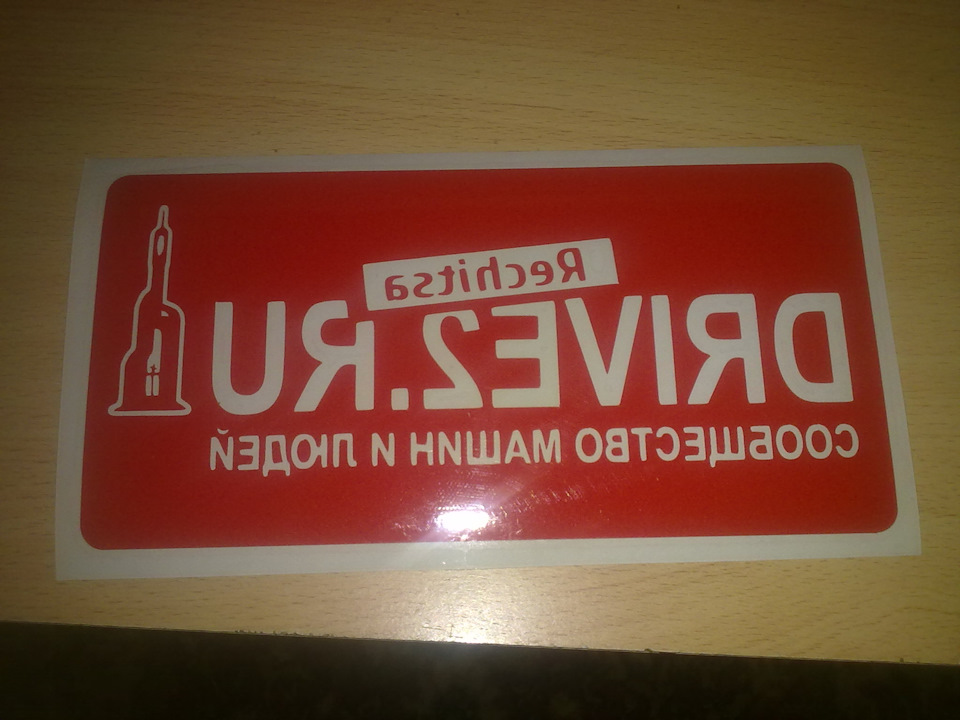 Rechitsa
DRIVE2.RU
СООБЩЕСТВО МАШИН И ЛЮДЕЙ